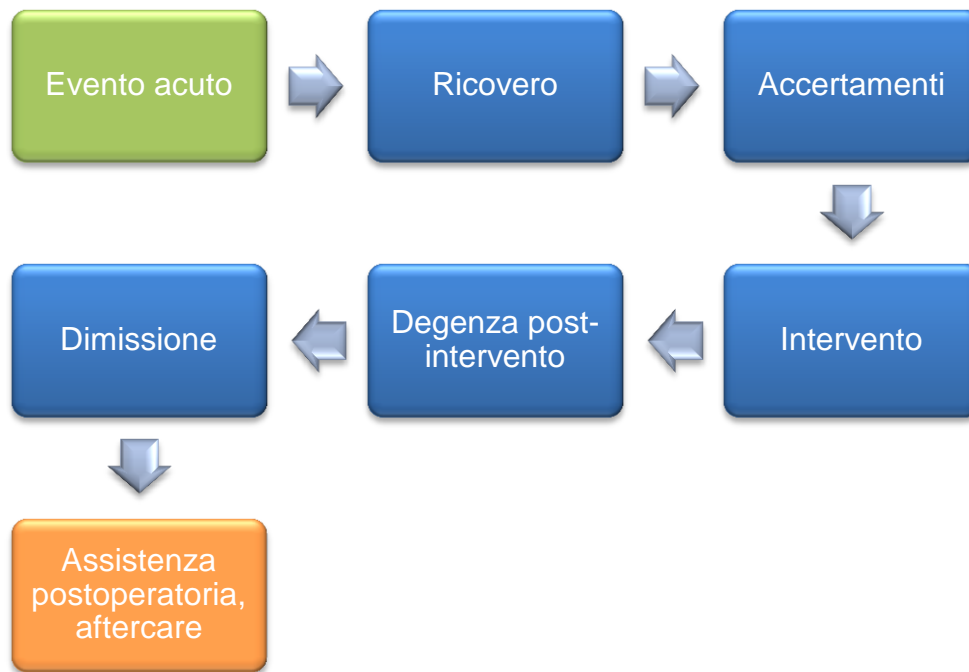 Evento acuto
Ricovero
Accertamenti
Intervento
Degenza post-
intervento
Dimissione
Assistenza
postoperatoria,
aftercare